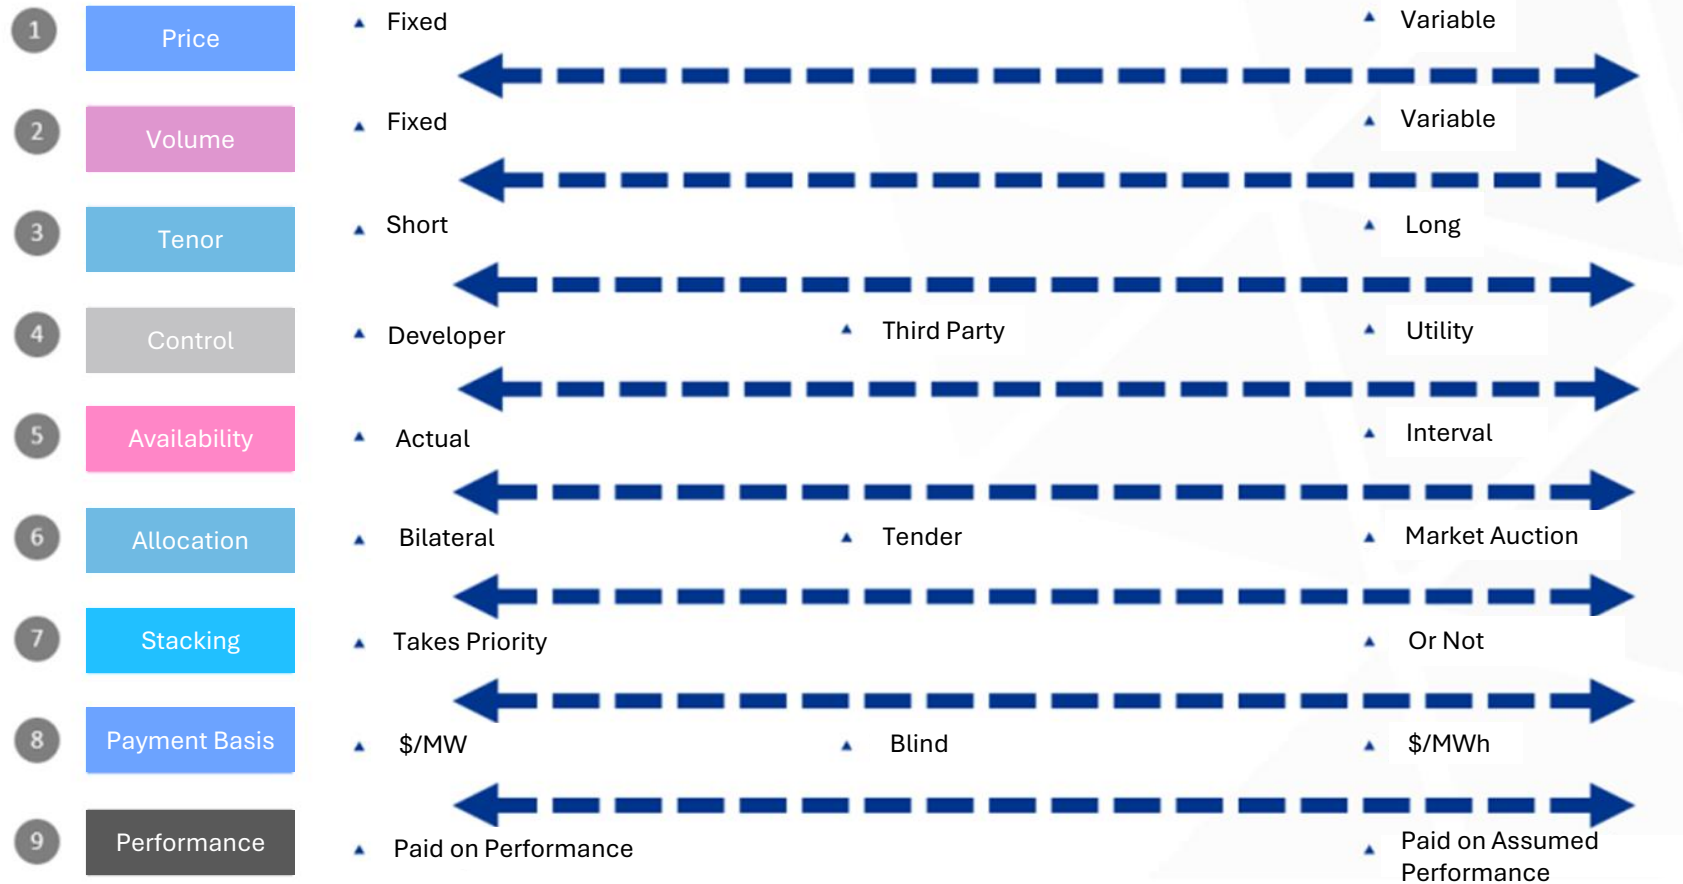 1 Price Fixed Variable
2 Volume Fixed Variable
3 Tenor Short Long
4 Control Developer Third Party Utility
5 Availability Actual Interval
6 Allocation Bilateral Tender Market Auction
7 Stacking Takes Priority Or Not
8 Payment Basis $/MW Blind $/MWh
9 Performance Paid on Performance Paid on Assumed
Performance